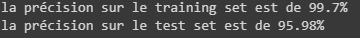 la précision sur le training set est de 99.7%
la précision sur le test set est de 95.98%